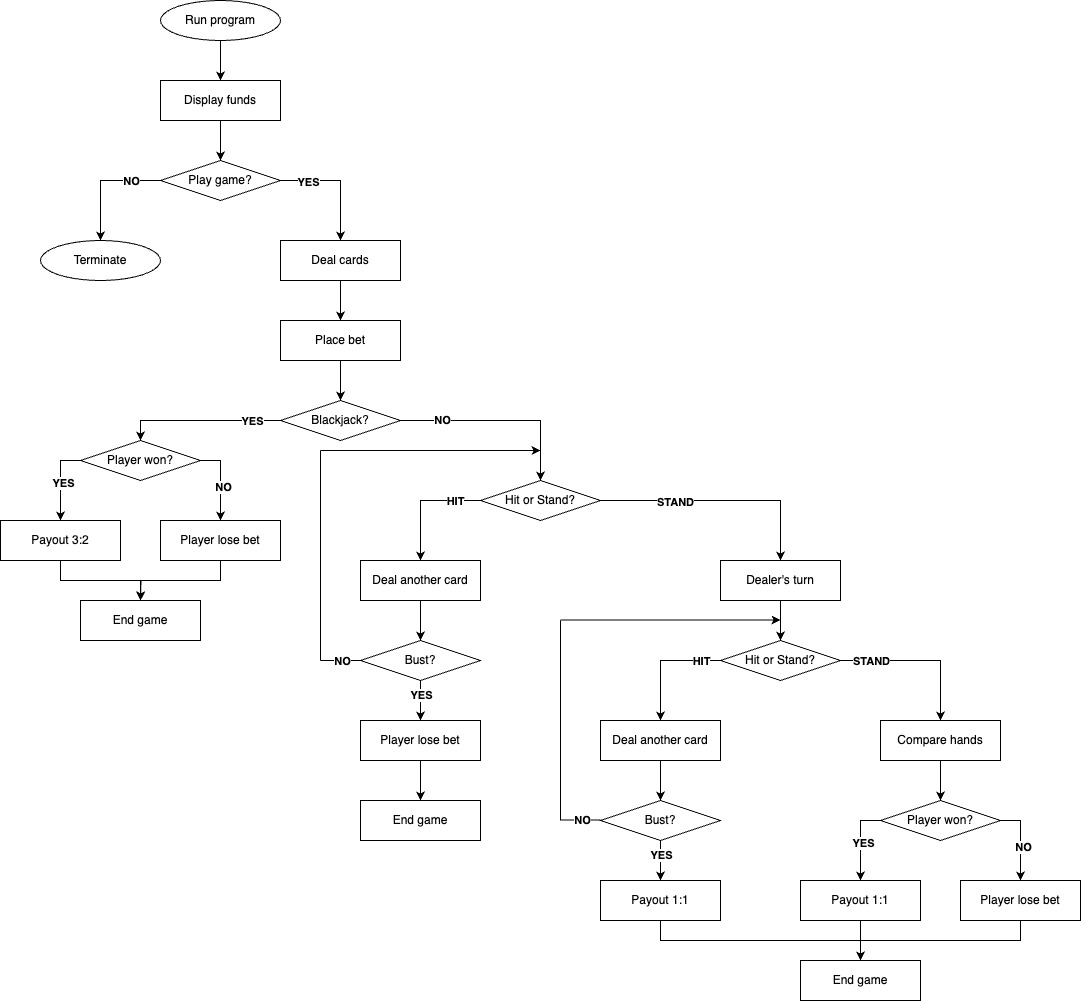 Run program
Display funds
Play game?
NO
YES
Terminate
Deal cards
Place bet
Blackjack?
YES
NO
Player won?
YES
NO
Payout 3:2
Player lose bet
End game
Hit or Stand?
HIT
STAND
Deal another card
Bust?
NO
YES
Player lose bet
End game
Dealer's turn
Hit or Stand?
HIT
STAND
Deal another card
Bust?
NO
YES
Payout 1:1
Compare hands
Player won?
YES
NO
Payout 1:1
Player lose bet
End game